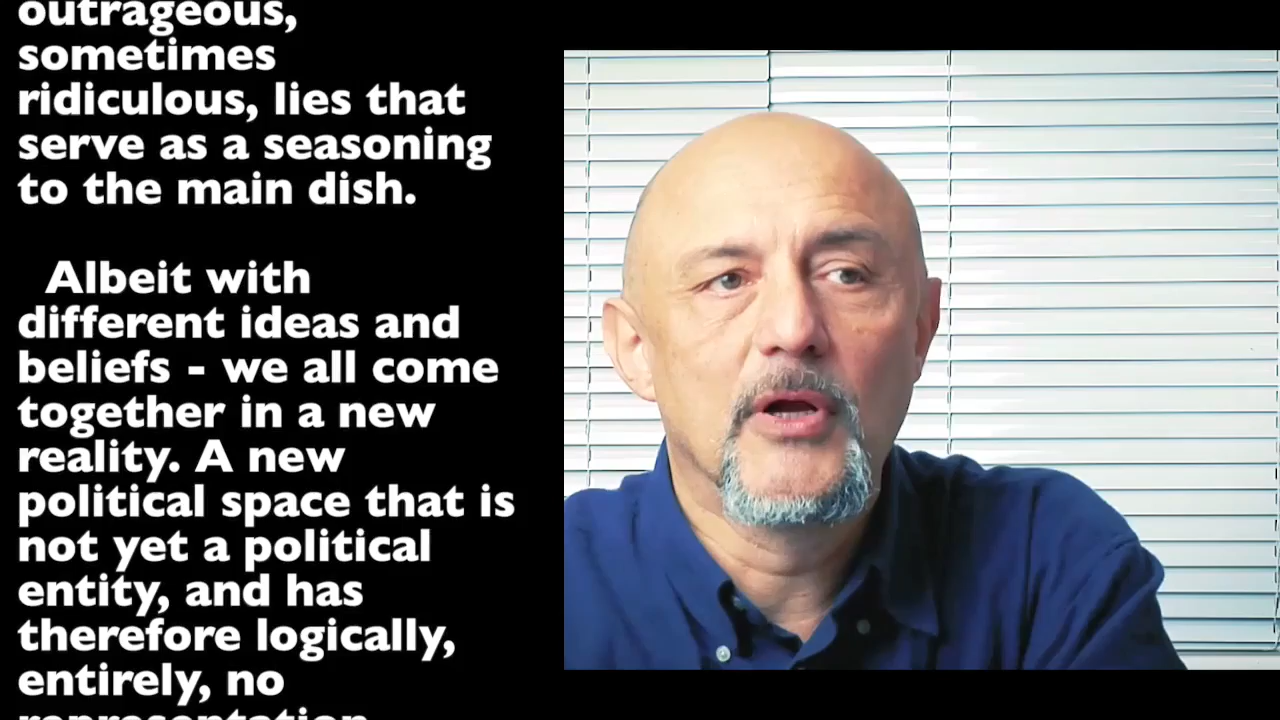 outrageous,
sometimes
ridiculous, lies that
serve as a seasoning
to the main dish.
Albeit with
different ideas and
beliefs - we all come
together in a new
reality. A new
political space that is
not yet a political
entity, and has
therefore logically,
entirely, no
representation